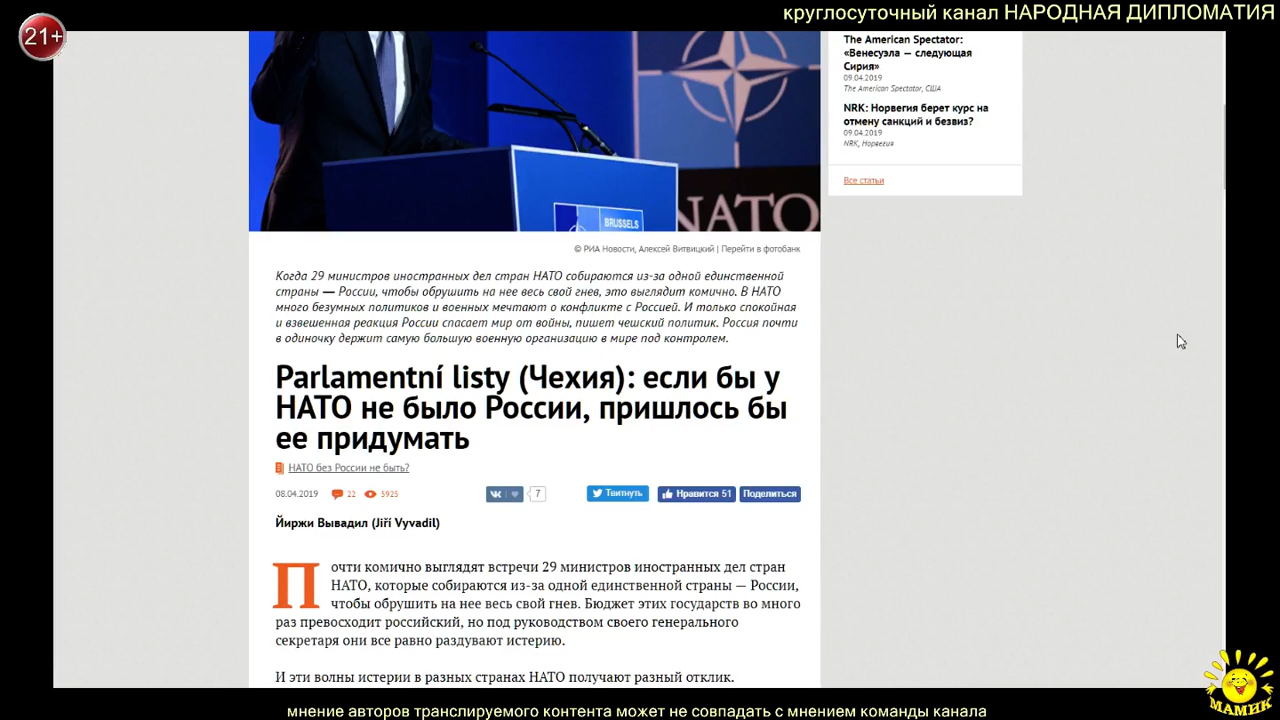 круглосуточный канал НАРОДНАЯ ДИПЛОМАТИЯ
21+
The American Spectator:
«Венесуэла — следующая
Сирия»
09.04.2019
The American Spectator, США
NRK: Норвегия берет курс на
отмену санкций и безвиз?
09.04.2019
NRK, Норвегия
Все статьи
BRUSSELS
NATO
© РИА Новости, Алексей Витвицкий | Перейти в фотобанк
Когда 29 министров иностранных дел стран НАТО собираются из-за одной единственной
страны — России, чтобы обрушить на нее весь свой гнев, это выглядит комично. В НАТО
много безумных политиков и военных мечтают о конфликте с Россией. И только спокойная
и взвешенная реакция России спасает мир от войны, пишет чешский политик. Россия почти
в одиночку держит самую большую военную организацию в мире под контролем.
Parlamentní listy (Чехия): если бы у
НАТО не было России, пришлось бы
ее придумать
НАТО без России не быть?
08.04.2019 22 5925 7 Твитнуть Нравится 51 Поделиться
Йиржи Вывадил (Jiří Vyvadil)
Почти комично выглядят встречи 29 министров иностранных дел стран
НАТО, которые собираются из-за одной единственной страны — России,
чтобы обрушить на нее весь свой гнев. Бюджет этих государств во много
раз превосходит российский, но под руководством своего генерального
секретаря они все равно раздувают истерию.
И эти волны истерии в разных странах НАТО получают разный отклик.
МАМИК
мнение авторов транслируемого контента может не совпадать с мнением команды канала